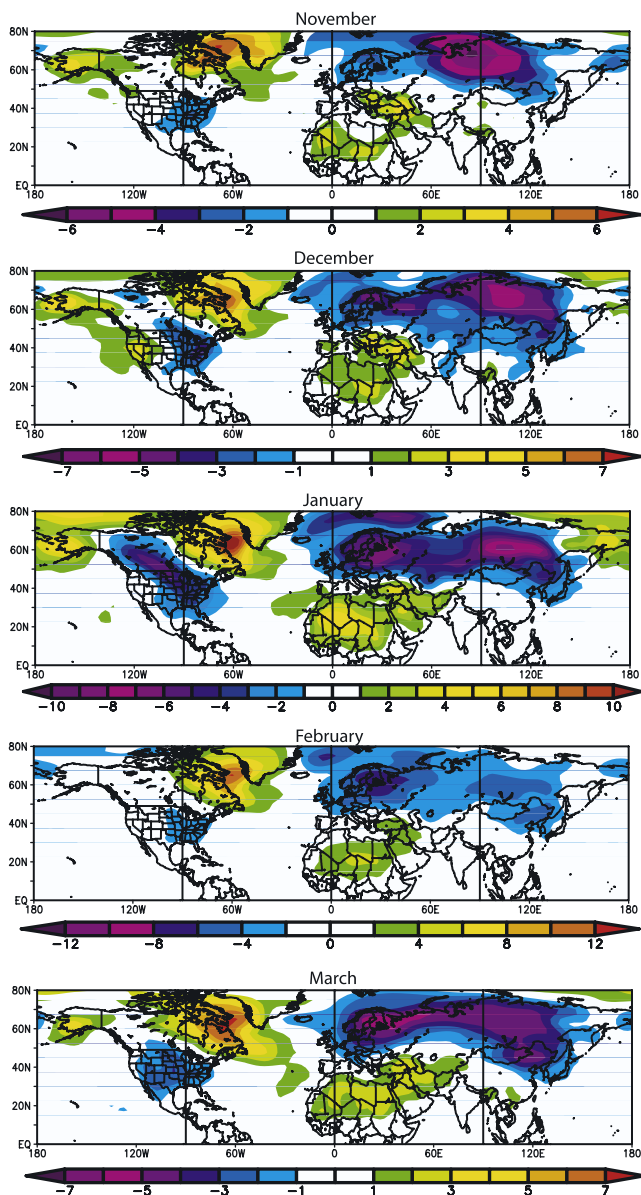 November
80N
60N
40N
20N
EQ
180 120W 60W 0 60E 120E 180
-6 -4 -2 0 2 4 6
December
80N
60N
40N
20N
EQ
180 120W 60W 0 60E 120E 180
-7 -5 -3 -1 1 3 5 7
January
80N
60N
40N
20N
EQ
180 120W 60W 0 60E 120E 180
-10 -8 -6 -4 -2 0 2 4 6 8 10
February
80N
60N
40N
20N
EQ
180 120W 60W 0 60E 120E 180
-12 -8 -4 0 4 8 12
March
80N
60N
40N
20N
EQ
180 120W 60W 0 60E 120E 180
-7 -5 -3 -1 1 3 5 7